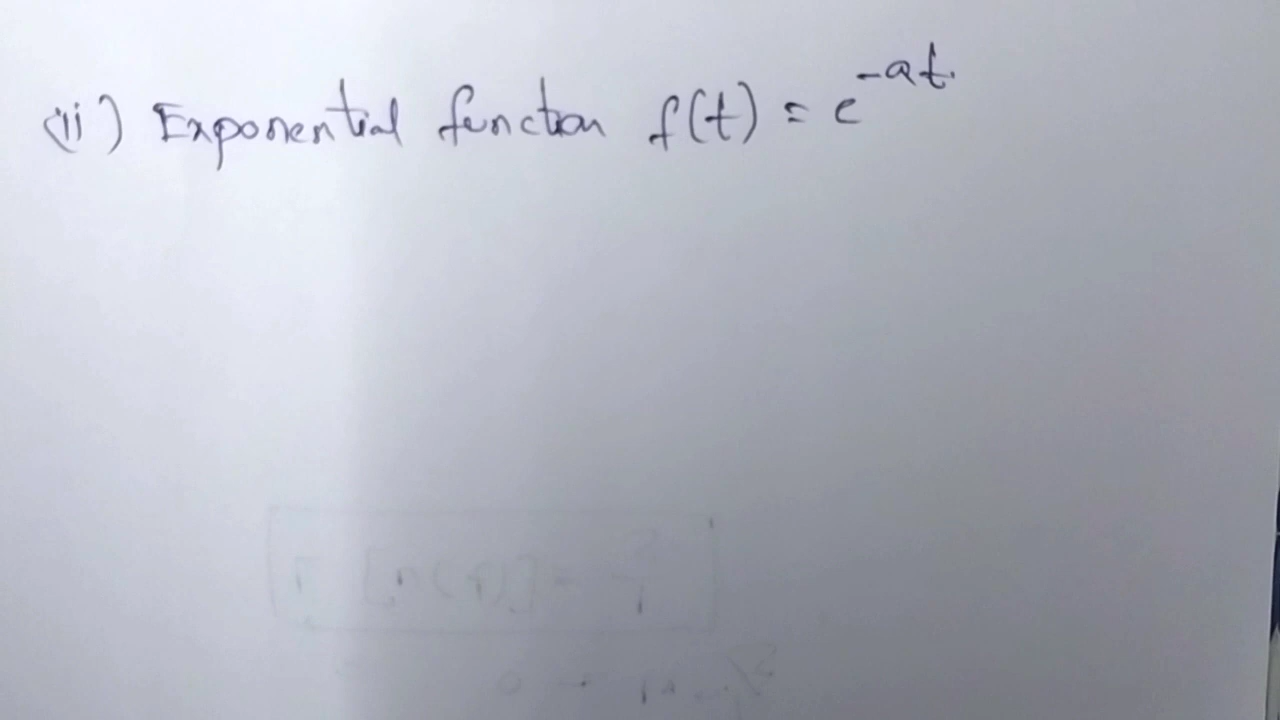 (ii) Exponential function f(t) = e^{-at}.